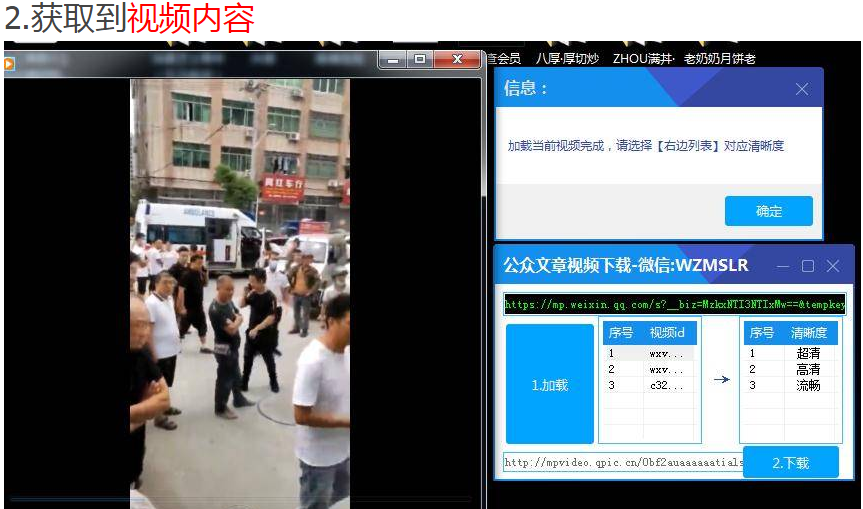 2.获取到视频内容
查会员 八厚·厚切炒 ZHOU满井· 老奶奶月饼老
信息：
加载当前视频完成，请选择【右边列表】对应清晰度
确定
公众文章视频下载-微信:WZMSLR
https://mp.weixin.qq.com/s?__biz=MzkxNTI3NTIxMw==&tempkey
序号 视频id
1 wxv...
2 wxv...
3 c32...
1.加载
序号 清晰度
1 超清
2 高清
3 流畅
http://mpvideo.qpic.cn/0bf2auaaaaaatials
2.下载
AMBULANCE